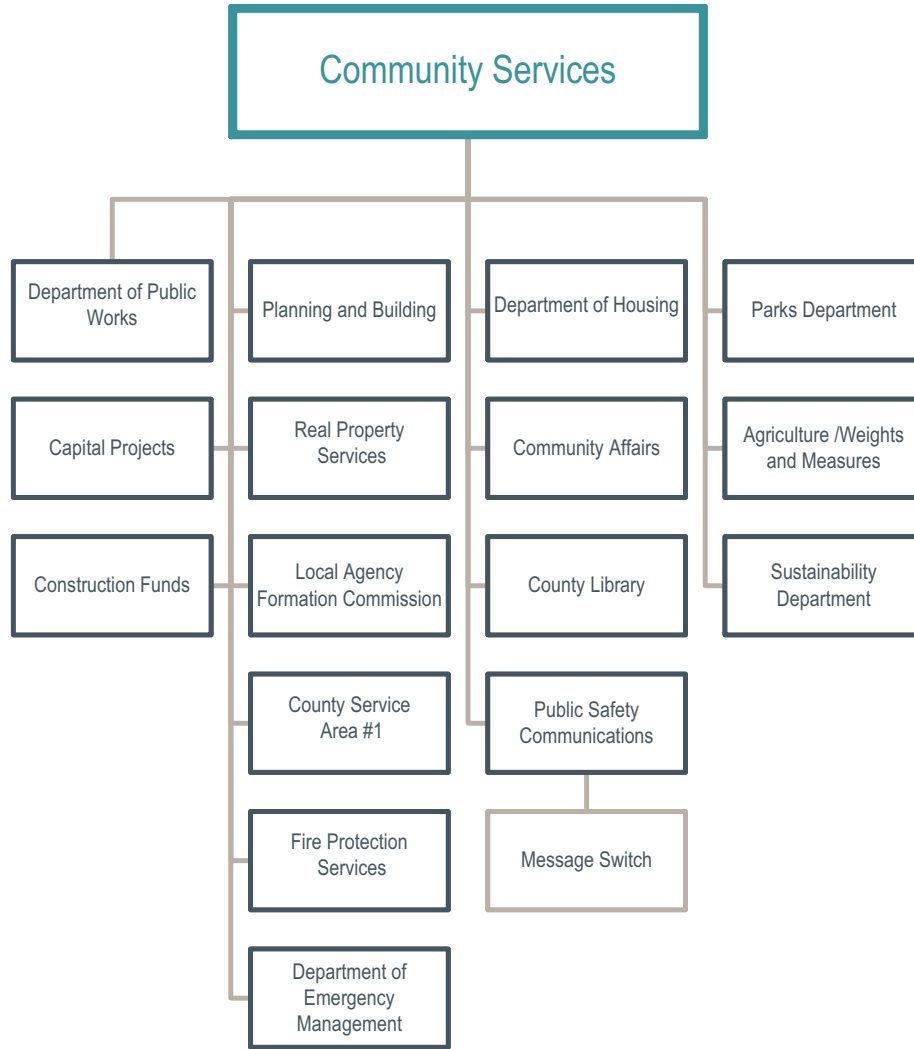 Community Services
Department of Public
Works
Planning and Building
Department of Housing
Parks Department
Capital Projects
Real Property
Services
Community Affairs
Agriculture /Weights
and Measures
Construction Funds
Local Agency
Formation Commission
County Library
Sustainability
Department
County Service
Area #1
Public Safety
Communications
Fire Protection
Services
Message Switch
Department of
Emergency
Management